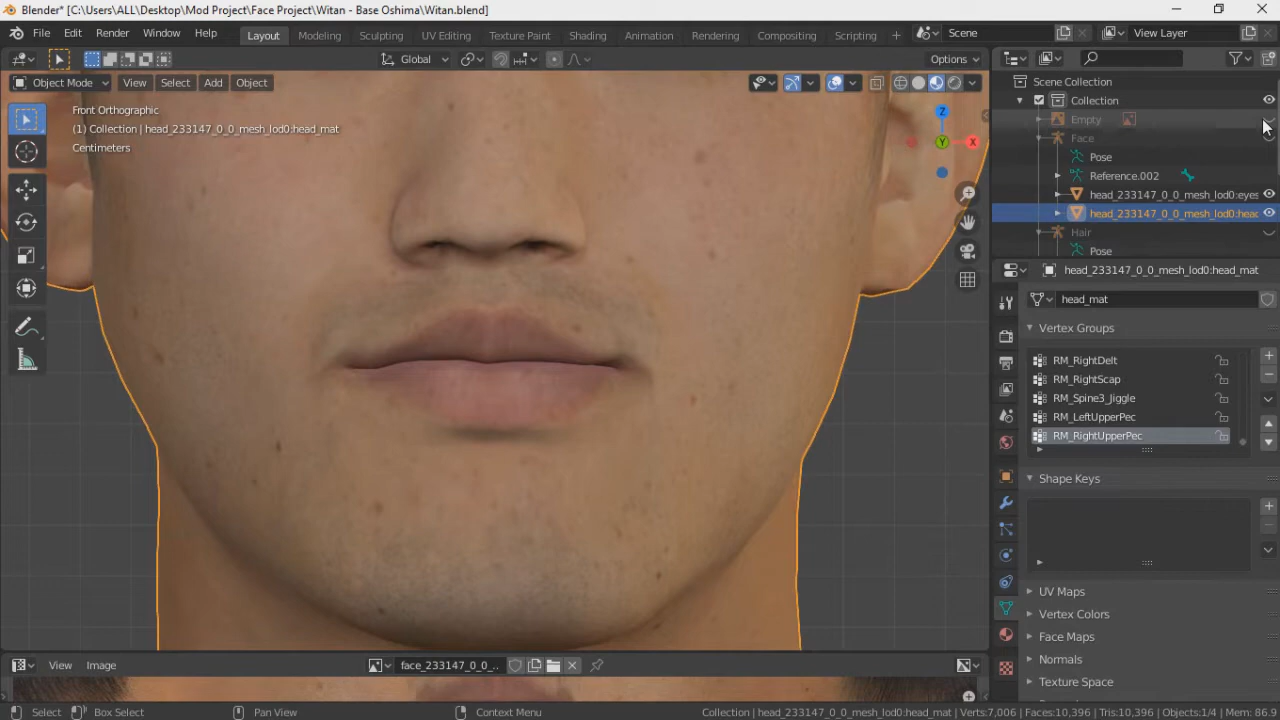 Blender* [C:\Users\ALL\Desktop\Mod Project\Face Project\Witan - Base Oshima\Witan.blend]
File Edit Render Window Help Layout Modeling Sculpting UV Editing Texture Paint Shading Animation Rendering Compositing Scripting + Scene View Layer
Global Options
Object Mode View Select Add Object
Front Orthographic
(1) Collection | head_233147_0_0_mesh_lod0:head_mat
Centimeters
Z
Y
X
Scene Collection
Collection
Empty
Face
Pose
Reference.002
head_233147_0_0_mesh_lod0:eyes
head_233147_0_0_mesh_lod0:head
Hair
Pose
head_233147_0_0_mesh_lod0:head_mat
head_mat
Vertex Groups
RM_RightDelt
RM_RightScap
RM_Spine3_Jiggle
RM_LeftUpperPec
RM_RightUpperPec
Shape Keys
UV Maps
Vertex Colors
Face Maps
Normals
Texture Space
View Image face_233147_0_0_..
Select Box Select Pan View Context Menu Collection | head_233147_0_0_mesh_lod0:head_mat | Verts:7,006 | Faces:10,396 | Tris:10,396 | Objects:1/4 | Mem: 86.9